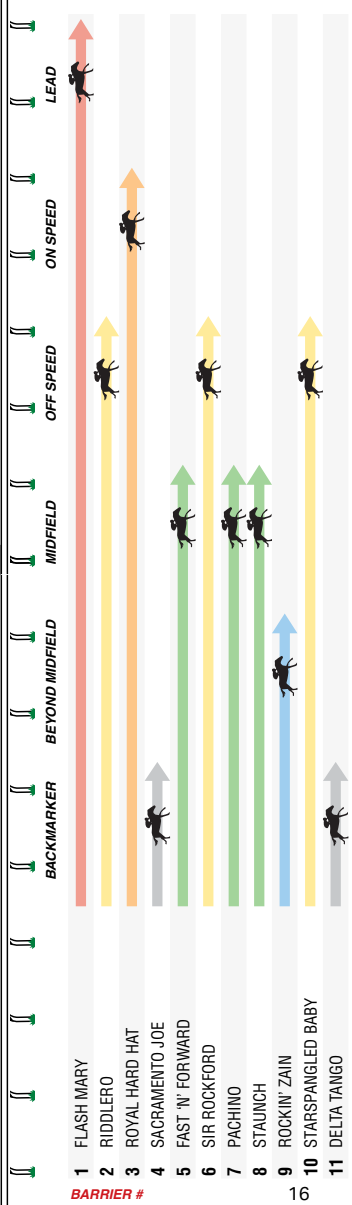 LEAD
ON SPEED
OFF SPEED
MIDFIELD
BEYOND MIDFIELD
BACKMARKER
1 FLASH MARY
2 RIDDLERO
3 ROYAL HARD HAT
4 SACRAMENTO JOE
5 FAST 'N' FORWARD
6 SIR ROCKFORD
7 PACHINO
8 STAUNCH
9 ROCKIN' ZAIN
10 STARSPANGLED BABY
11 DELTA TANGO
BARRIER #
16